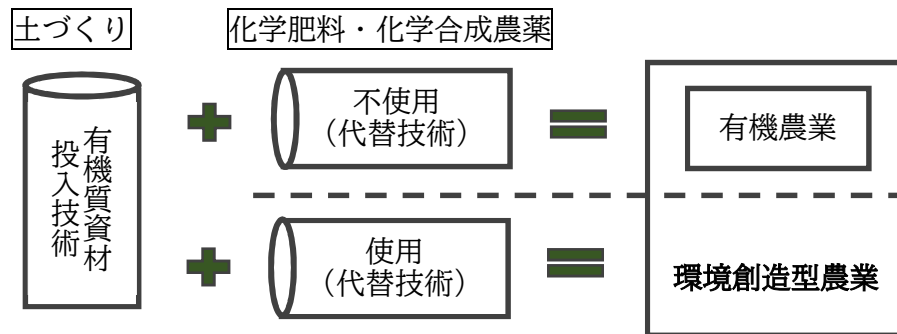 土づくり
化学肥料・化学合成農薬
有機質資材
投入技術
不使用
（代替技術）
有機農業
使用
（代替技術）
環境創造型農業